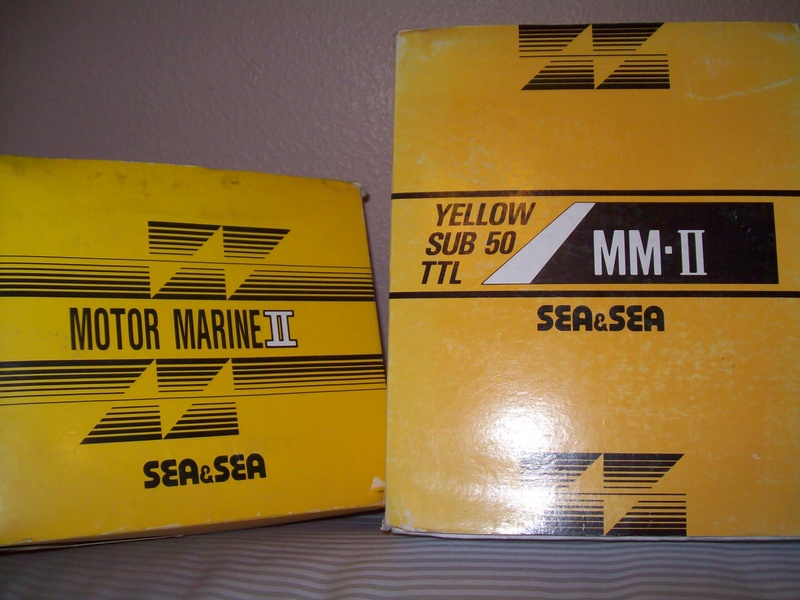 MOTOR MARINE II
SEA&SEA
YELLOW
SUB 50
TTL
MM·II
SEA&SEA